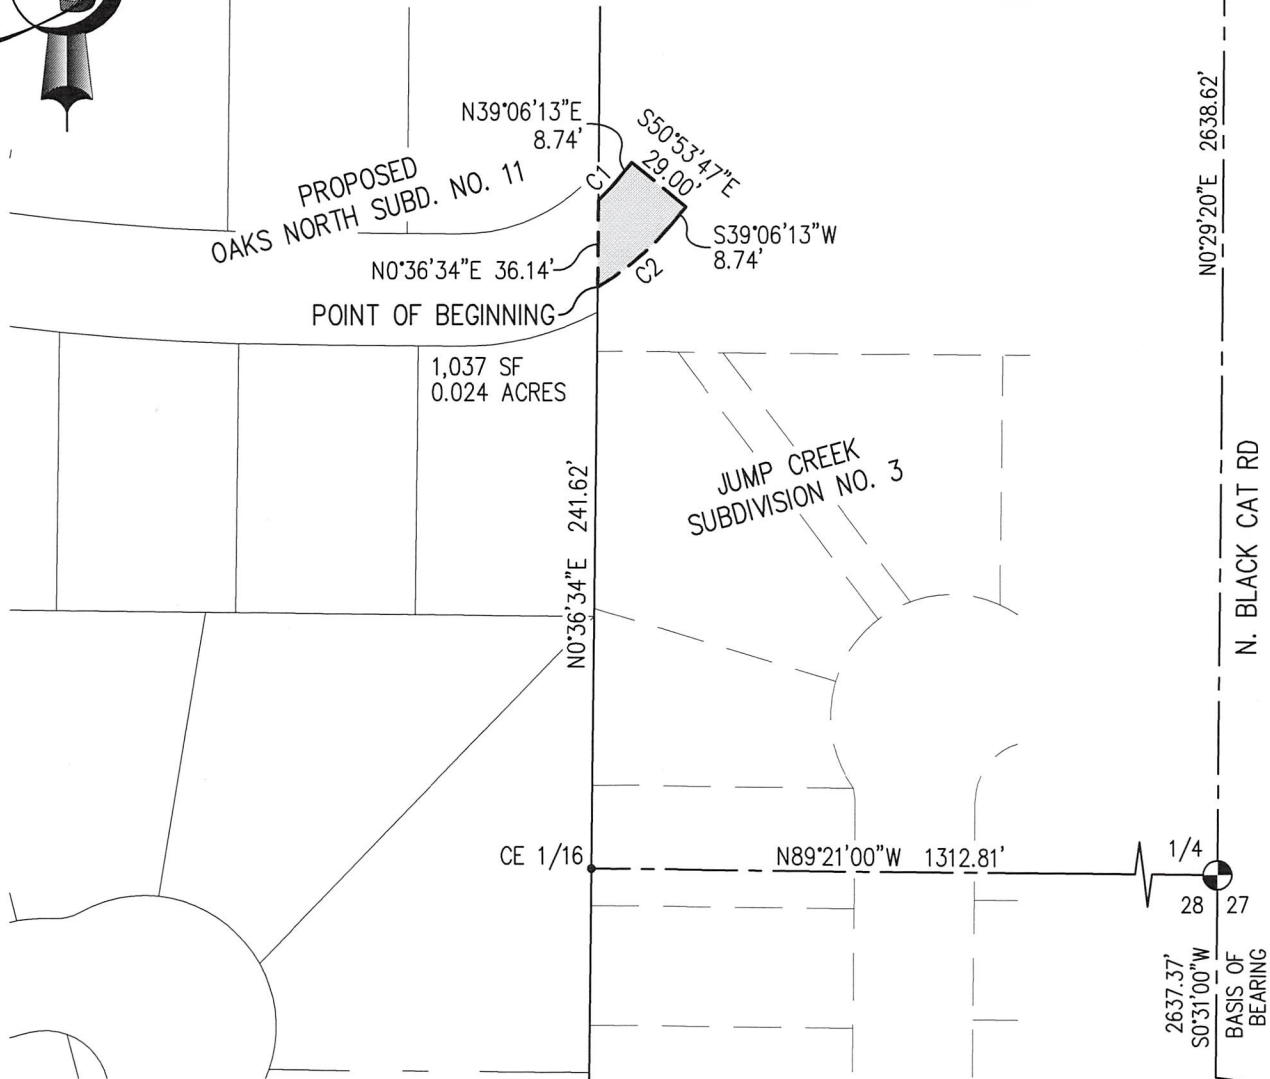 N39°06'13"E
8.74'
S50°53'47"E
29.00'
C1
PROPOSED
OAKS NORTH SUBD. NO. 11
S39°06'13"W
8.74'
C2
N0°36'34"E 36.14'
POINT OF BEGINNING
1,037 SF
0.024 ACRES
N0°29'20"E 2638.62'
N. BLACK CAT RD
JUMP CREEK
SUBDIVISION NO. 3
N0°36'34"E 241.62'
CE 1/16
N89°21'00"W 1312.81'
1/4
28
27
2637.37'
S0°31'00"W
BASIS OF
BEARING